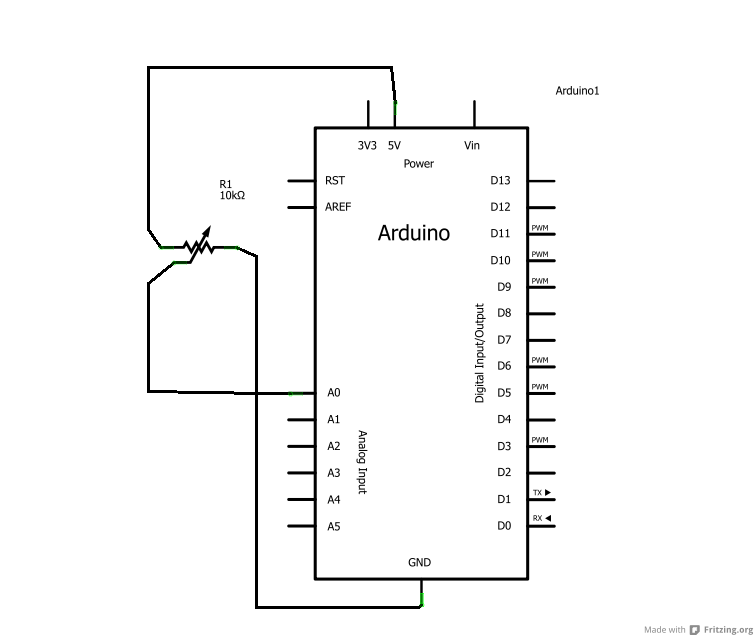 Arduino1
3V3 5V Vin
Power
R1
10kΩ
RST D13
AREF D12
Arduino
D11 PWM
D10 PWM
D9 PWM
D8
Digital Input/Output
D7
D6 PWM
A0 D5 PWM
A1 D4
Analog Input
A2 D3 PWM
A3 D2
A4 D1 TX
A5 D0 RX
GND
Made with Fritzing.org